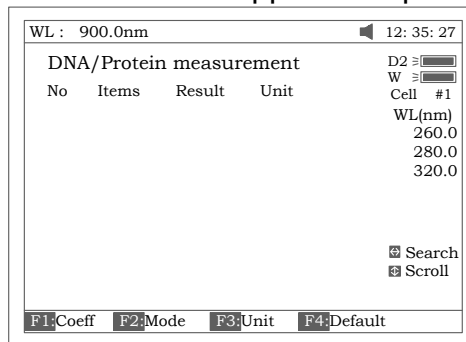 WL : 900.0nm 12: 35: 27
DNA/Protein measurement
No Items Result Unit
D2
W
Cell #1
WL(nm)
260.0
280.0
320.0
Search
Scroll
F1:Coeff F2:Mode F3:Unit F4:Default